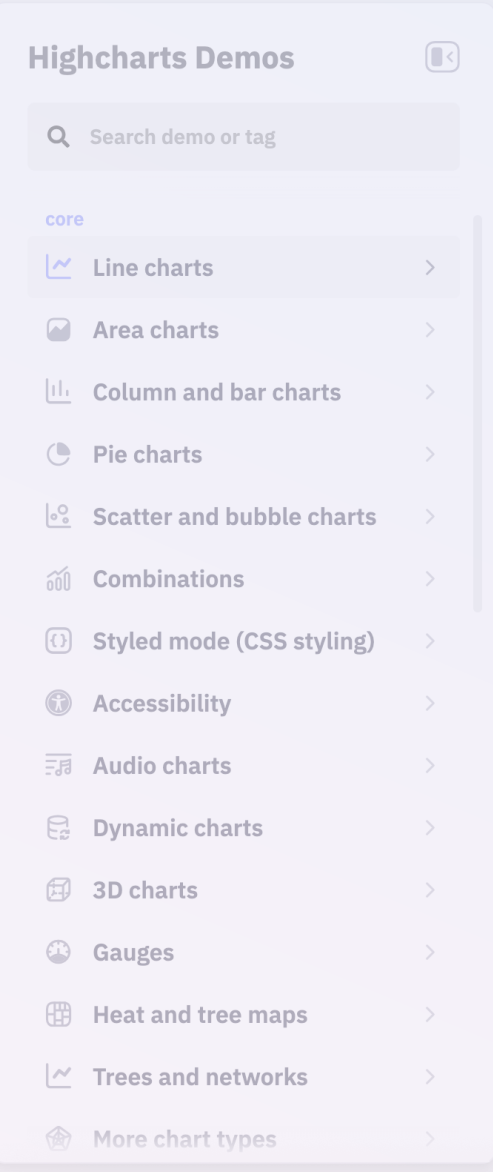 Highcharts Demos
Search demo or tag
core
Line charts
Area charts
Column and bar charts
Pie charts
Scatter and bubble charts
Combinations
Styled mode (CSS styling)
Accessibility
Audio charts
Dynamic charts
3D charts
Gauges
Heat and tree maps
Trees and networks
More chart types